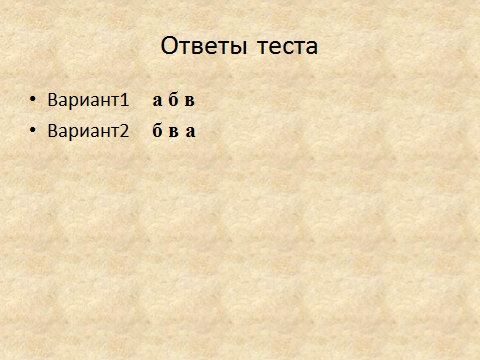 Ответы теста
• Вариант1 а б в
• Вариант2 б в а